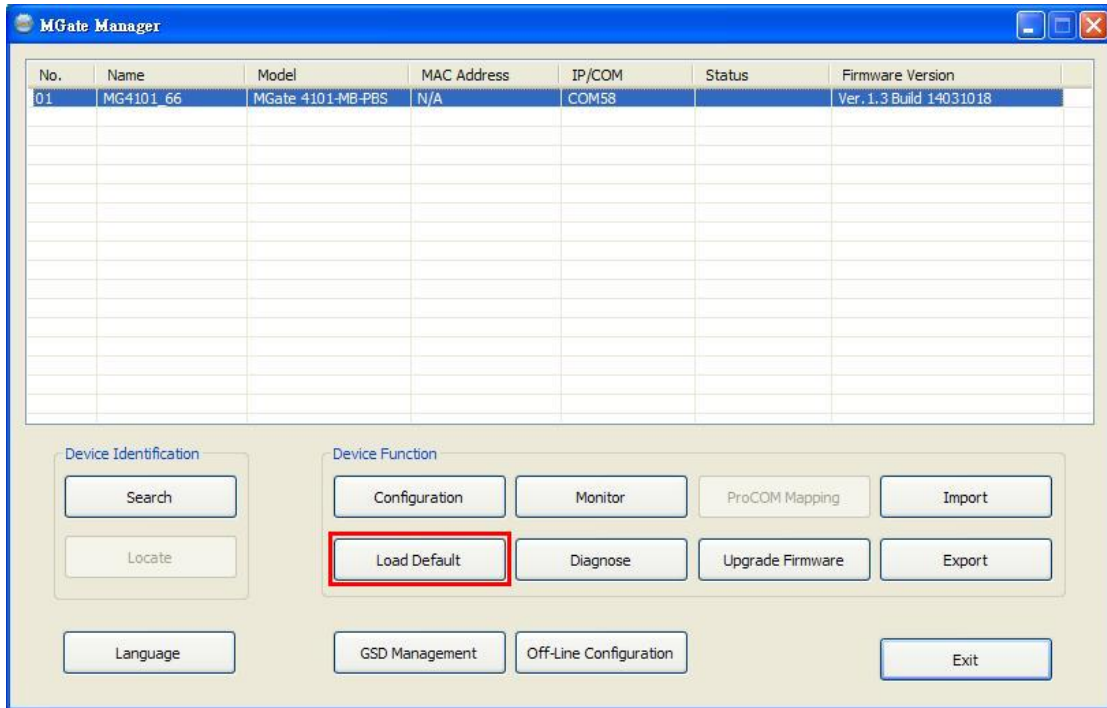 MGate Manager
No. Name Model MAC Address IP/COM Status Firmware Version
01 MG4101_66 MGate 4101-MB-PBS N/A COM58 Ver. 1.3 Build 14031018
Device Identification Device Function
Search Configuration Monitor ProCOM Mapping Import
Locate Load Default Diagnose Upgrade Firmware Export
Language GSD Management Off-Line Configuration Exit